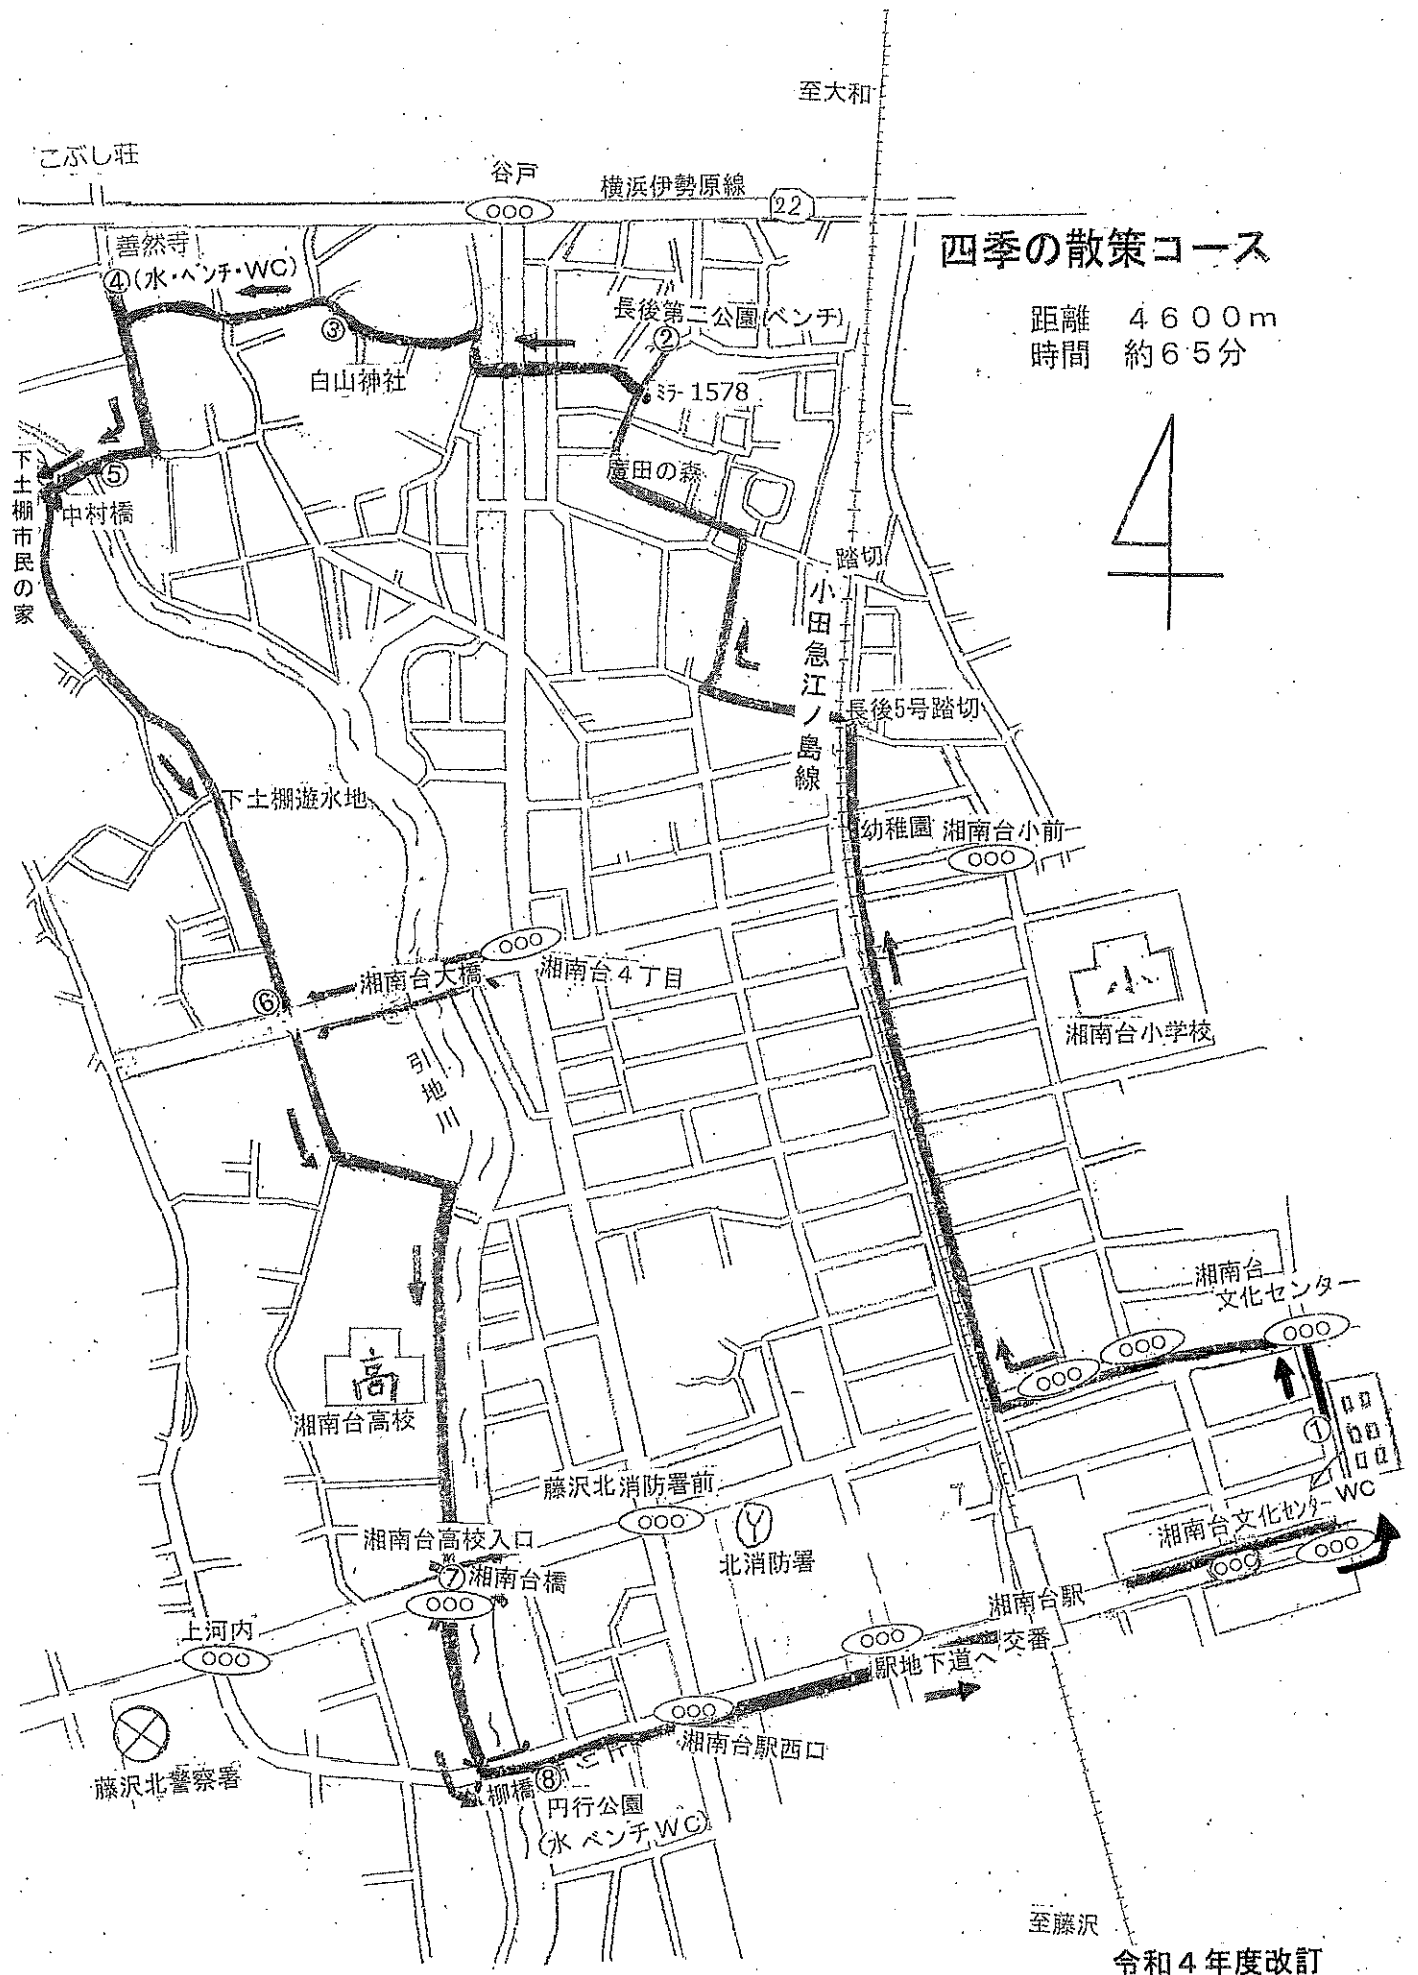 至大和
こぶし荘
谷戸
横浜伊勢原線
22
四季の散策コース
距離 4600m
時間 約65分
善然寺
④(水・ベンチ・WC)
③
白山神社
長後第二公園(ベンチ)
②
ﾐﾗｰ1578
廣田の森
⑤
中村橋
下土棚市民の家
踏切
小田急江ノ島線
長後5号踏切
下土棚遊水地
幼稚園
湘南台小前
小
湘南台小学校
⑥
湘南台大橋
湘南台4丁目
引地川
高
湘南台高校
湘南台
文化センター
①
WC
湘南台文化センター
藤沢北消防署前
Y
北消防署
湘南台高校入口
⑦
湘南台橋
上河内
湘南台駅
交番
駅地下道へ
湘南台駅西口
藤沢北警察署
柳橋
⑧
円行公園
(水 ベンチ WC)
至藤沢
令和4年度改訂